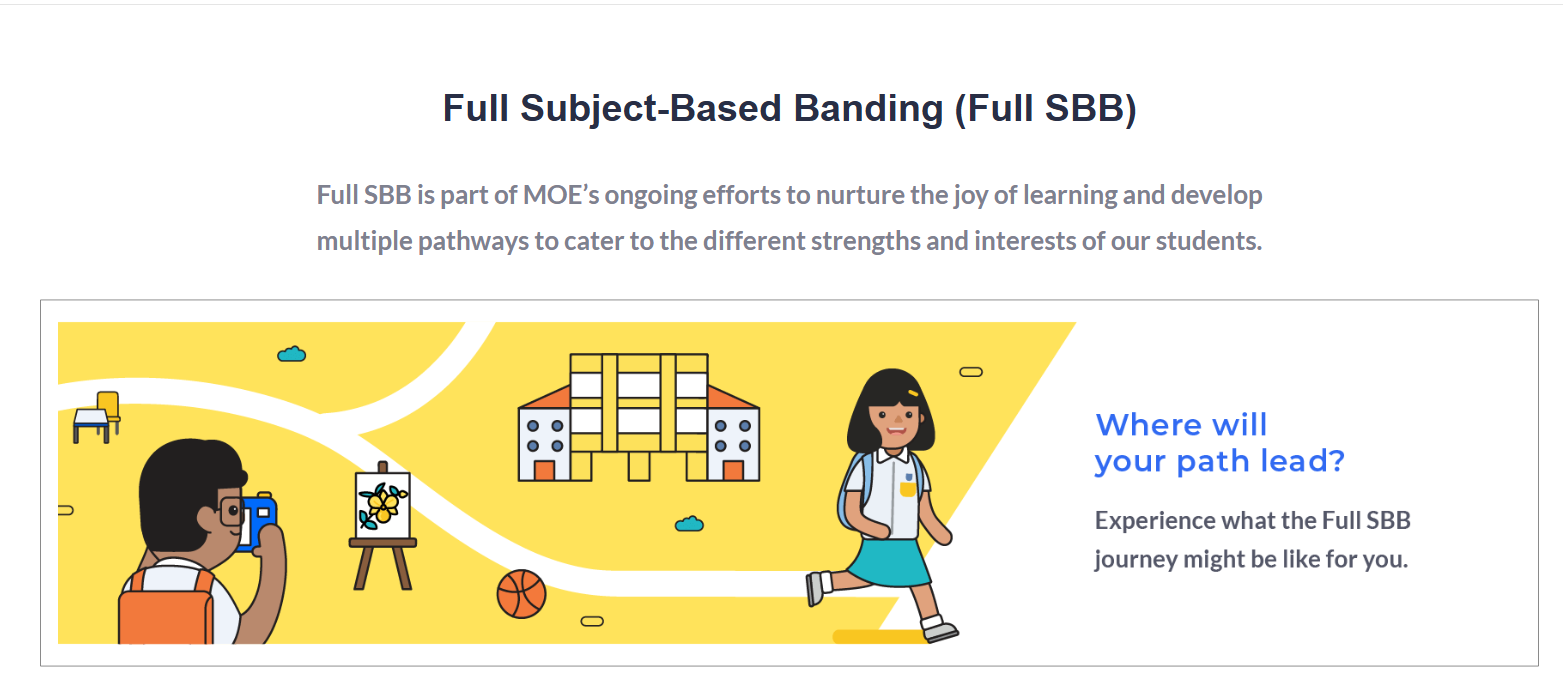 Full Subject-Based Banding (Full SBB)
Full SBB is part of MOE’s ongoing efforts to nurture the joy of learning and develop
multiple pathways to cater to the different strengths and interests of our students.
Where will
your path lead?
Experience what the Full SBB
journey might be like for you.